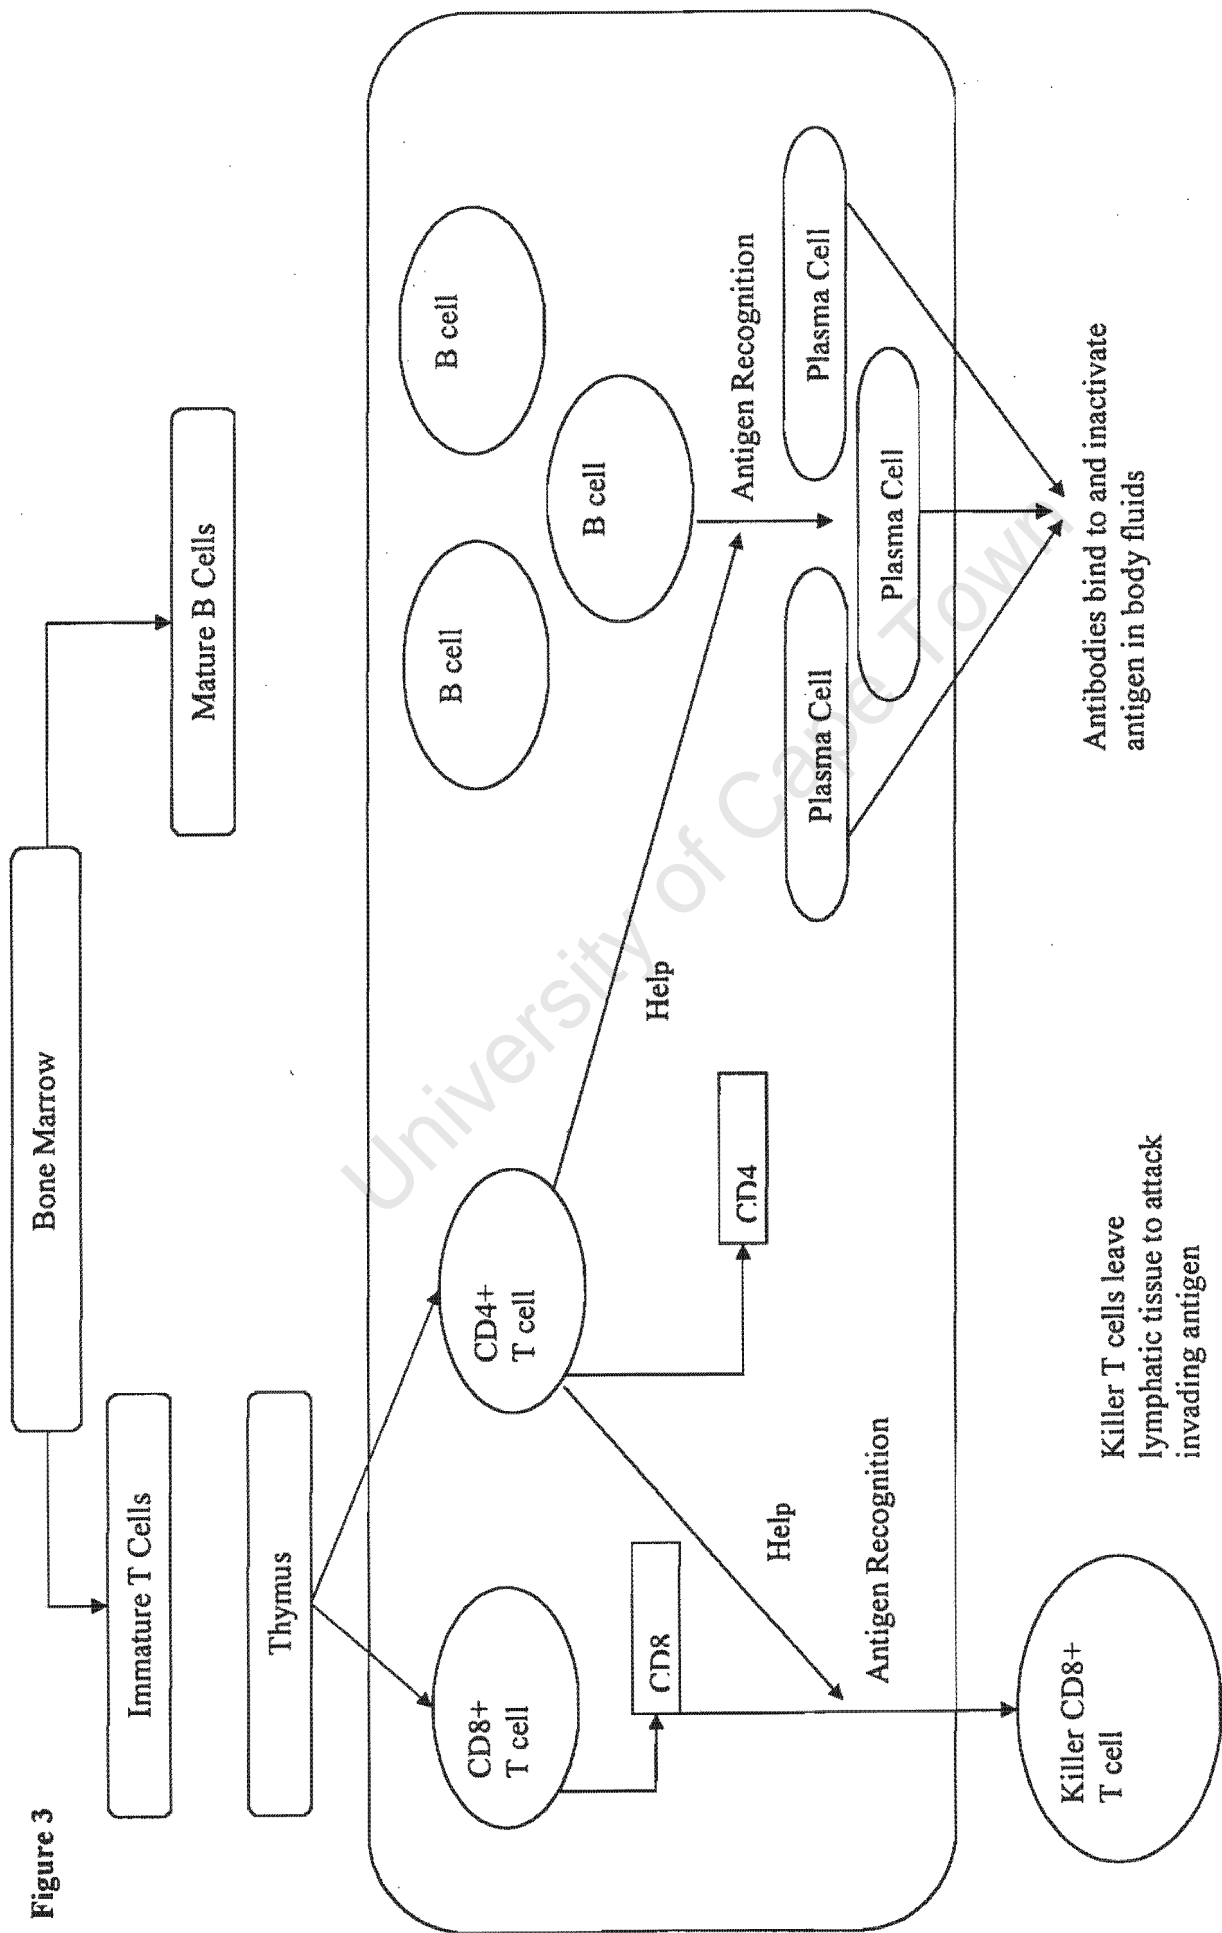 Figure 3
Bone Marrow
Immature T Cells
Mature B Cells
Thymus
CD8+
T cell
CD4+
T cell
B cell
B cell
B cell
CD8
CD4
Help
Help
Antigen Recognition
Antigen Recognition
Plasma Cell
Plasma Cell
Plasma Cell
Killer CD8+
T cell
Killer T cells leave
lymphatic tissue to attack
invading antigen
Antibodies bind to and inactivate
antigen in body fluids
University of Cape Town